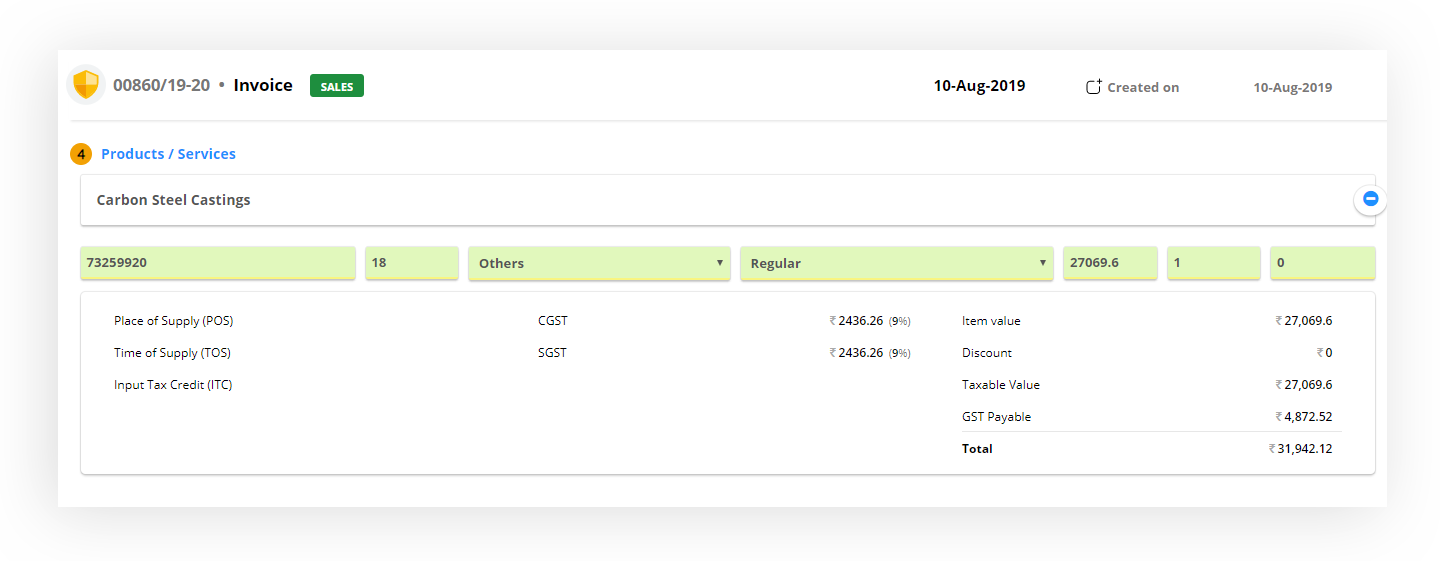 00860/19-20 • Invoice SALES 10-Aug-2019 Created on 10-Aug-2019
4 Products / Services
Carbon Steel Castings
73259920 18 Others Regular 27069.6 1 0
Place of Supply (POS) CGST ₹ 2436.26 (9%) Item value ₹ 27,069.6
Time of Supply (TOS) SGST ₹ 2436.26 (9%) Discount ₹ 0
Input Tax Credit (ITC) Taxable Value ₹ 27,069.6
GST Payable ₹ 4,872.52
Total ₹ 31,942.12